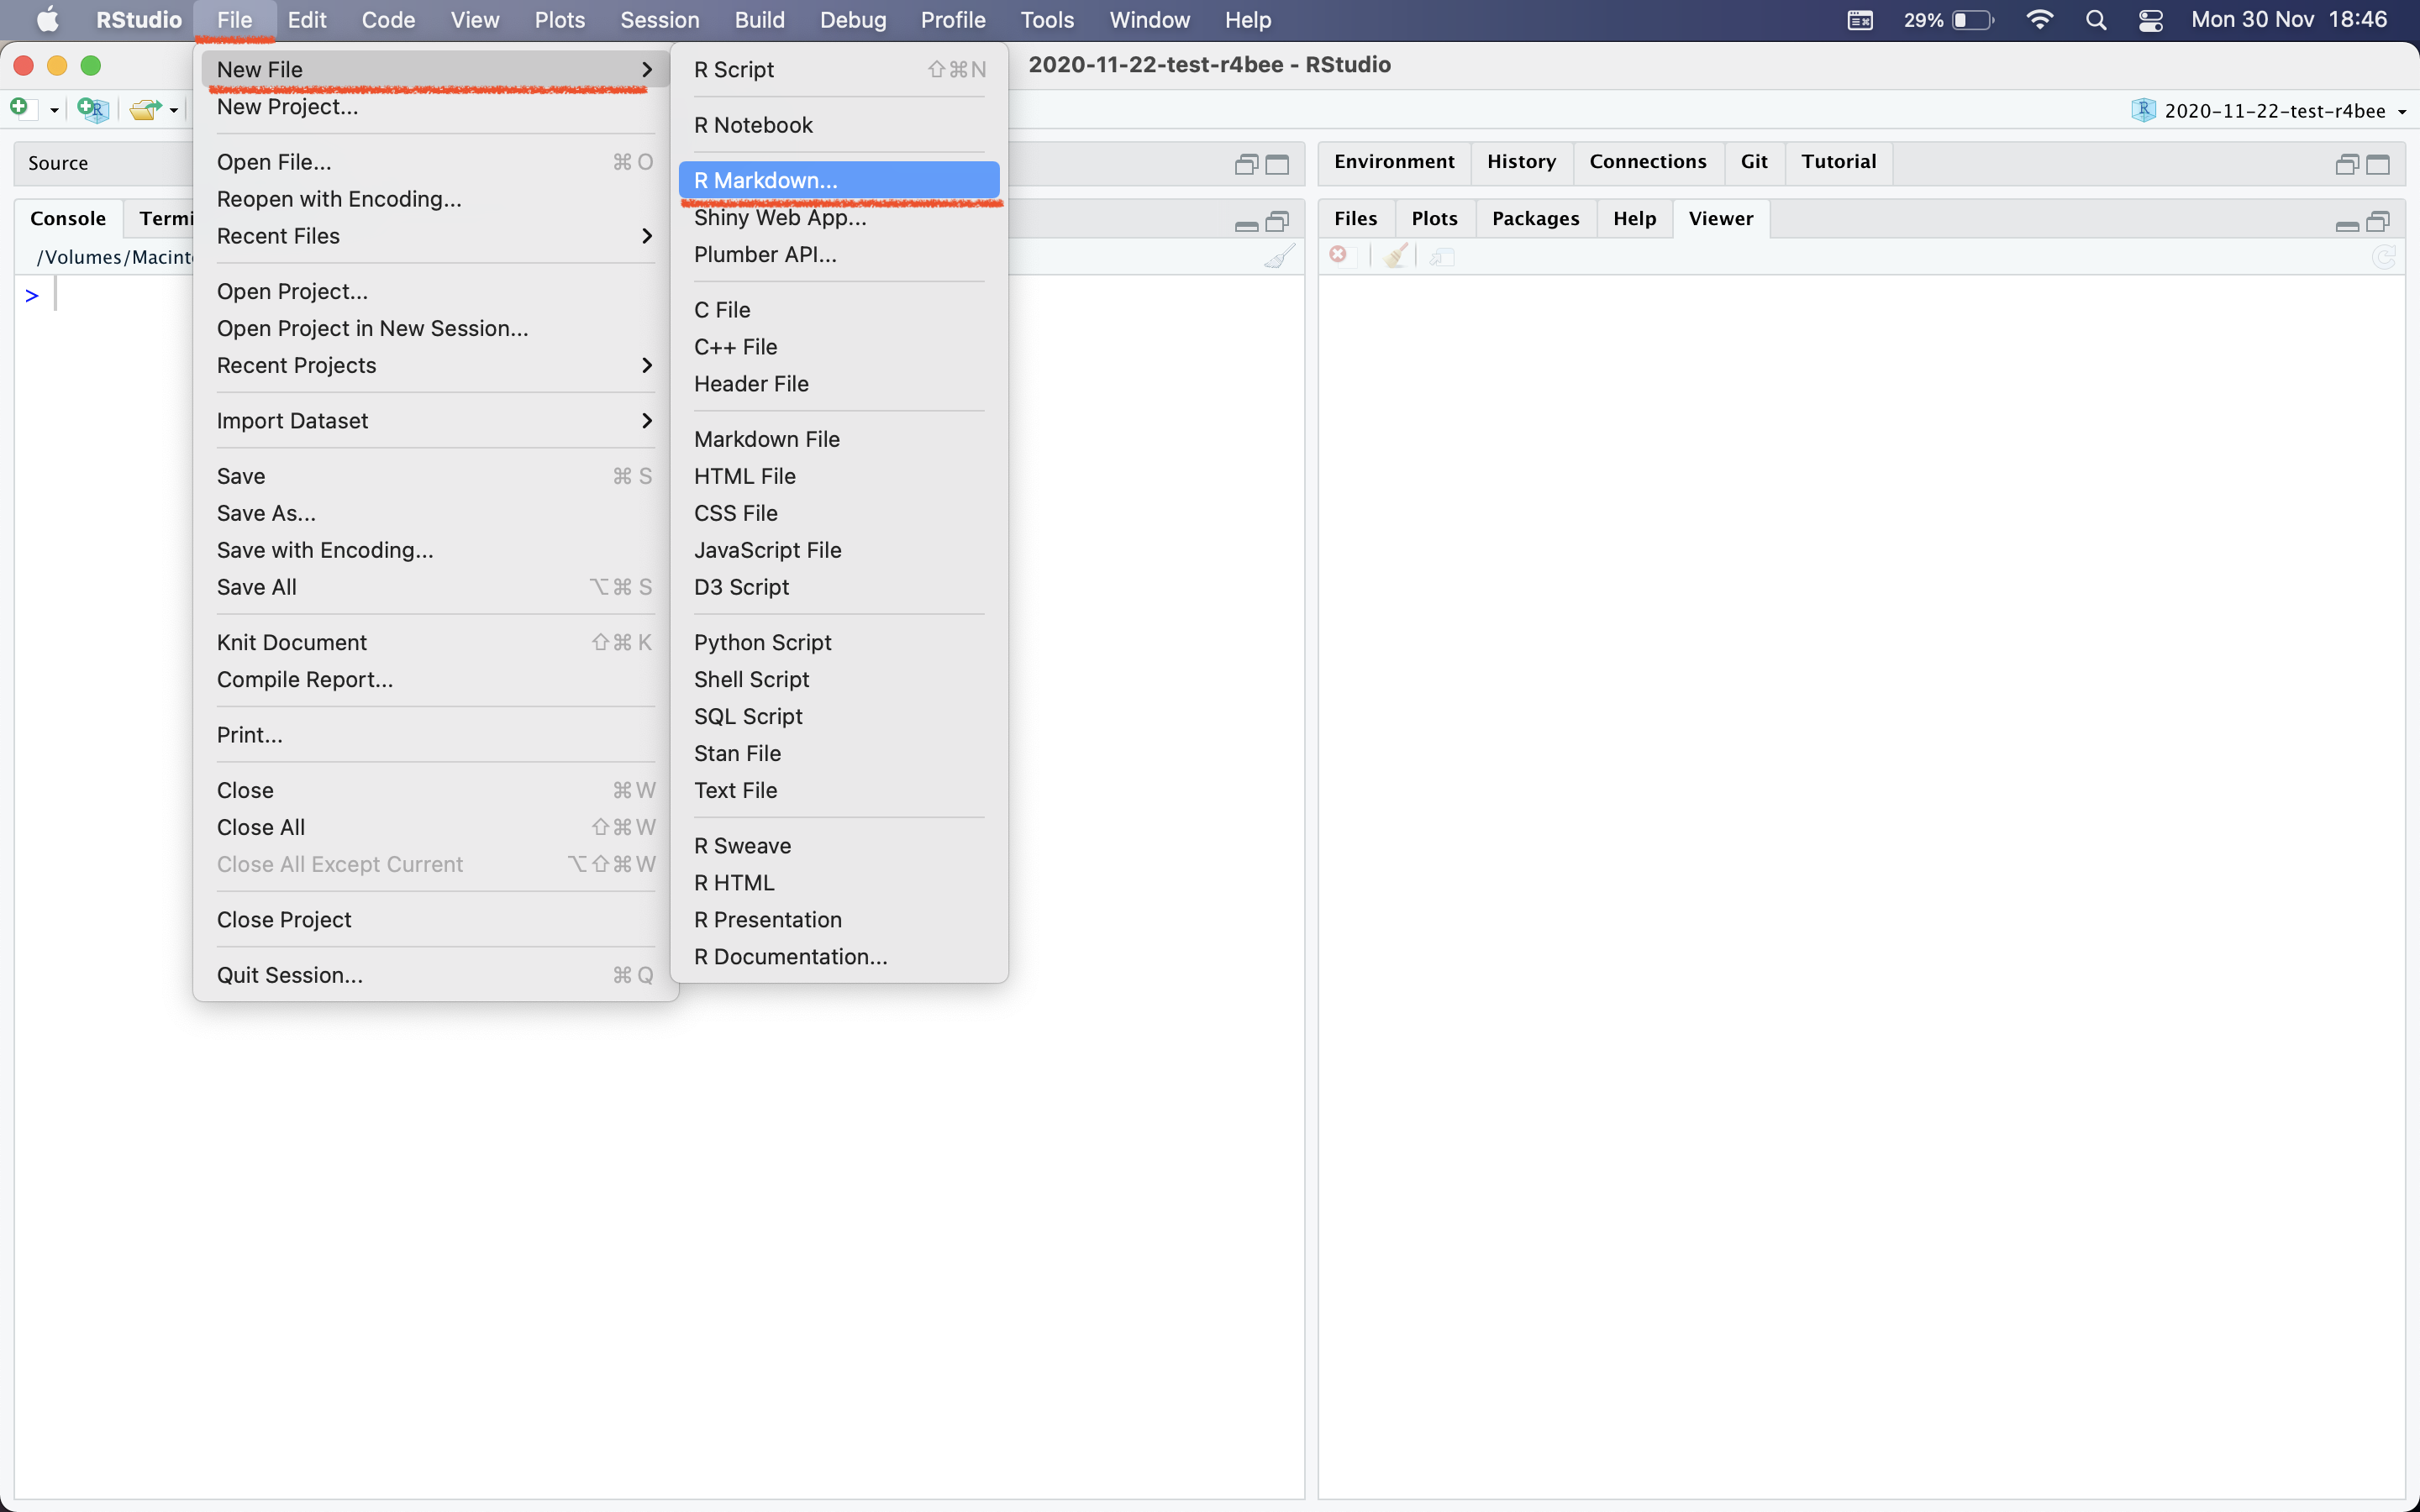 RStudio File Edit Code View Plots Session Build Debug Profile Tools Window Help 29% Mon 30 Nov 18:46
2020-11-22-test-r4bee - RStudio
2020-11-22-test-r4bee
New File
New Project...
Open File... ⌘ O
Reopen with Encoding...
Recent Files
Open Project...
Open Project in New Session...
Recent Projects
Import Dataset
Save ⌘ S
Save As...
Save with Encoding...
Save All ⌥⌘ S
Knit Document ⇧⌘ K
Compile Report...
Print...
Close ⌘ W
Close All ⇧⌘ W
Close All Except Current ⌥⇧⌘ W
Close Project
Quit Session... ⌘ Q
R Script ⇧⌘N
R Notebook
R Markdown...
Shiny Web App...
Plumber API...
C File
C++ File
Header File
Markdown File
HTML File
CSS File
JavaScript File
D3 Script
Python Script
Shell Script
SQL Script
Stan File
Text File
R Sweave
R HTML
R Presentation
R Documentation...
Source
Console Termi
/Volumes/Macint
>
Environment History Connections Git Tutorial
Files Plots Packages Help Viewer